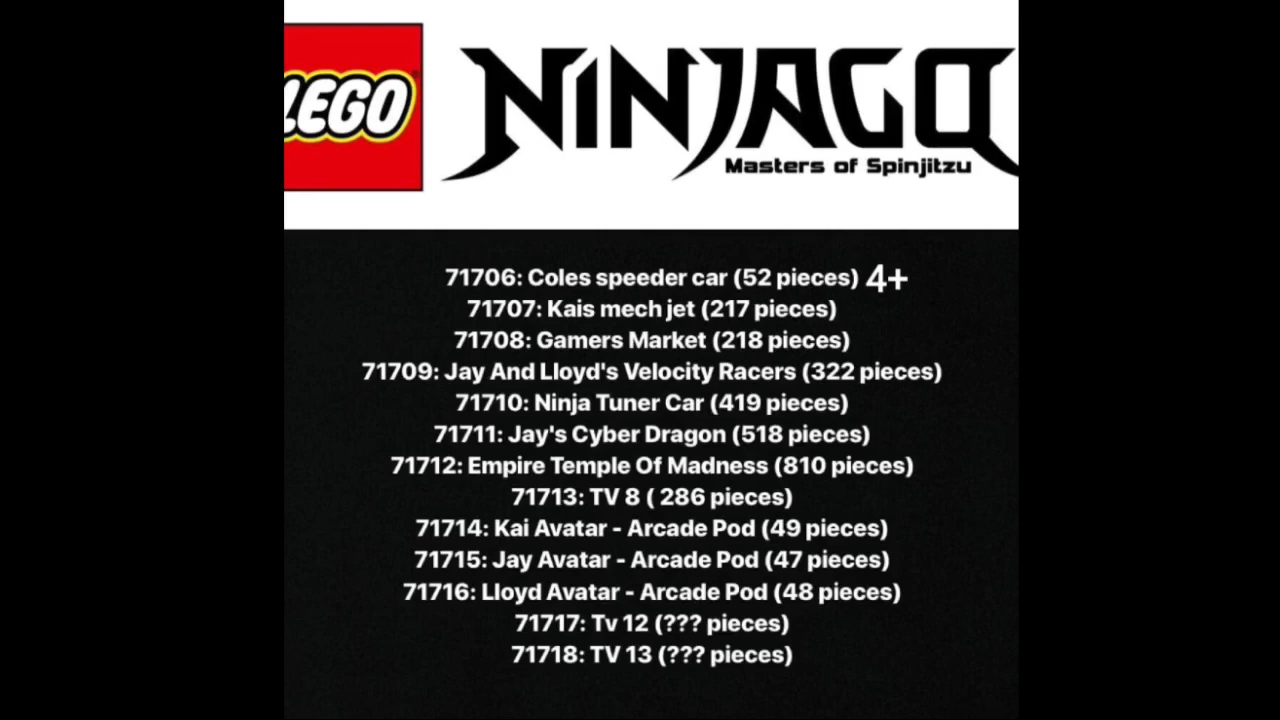 LEGO
NINJAGO
Masters of Spinjitzu
71706: Coles speeder car (52 pieces) 4+
71707: Kais mech jet (217 pieces)
71708: Gamers Market (218 pieces)
71709: Jay And Lloyd's Velocity Racers (322 pieces)
71710: Ninja Tuner Car (419 pieces)
71711: Jay's Cyber Dragon (518 pieces)
71712: Empire Temple Of Madness (810 pieces)
71713: TV 8 ( 286 pieces)
71714: Kai Avatar - Arcade Pod (49 pieces)
71715: Jay Avatar - Arcade Pod (47 pieces)
71716: Lloyd Avatar - Arcade Pod (48 pieces)
71717: Tv 12 (??? pieces)
71718: TV 13 (??? pieces)